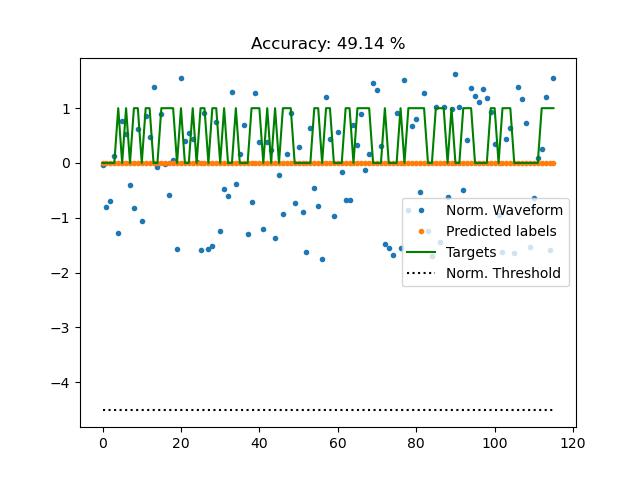 Accuracy: 49.14 %
1
0
−1
−2
−3
−4
Norm. Waveform
Predicted labels
Targets
Norm. Threshold
0
20
40
60
80
100
120